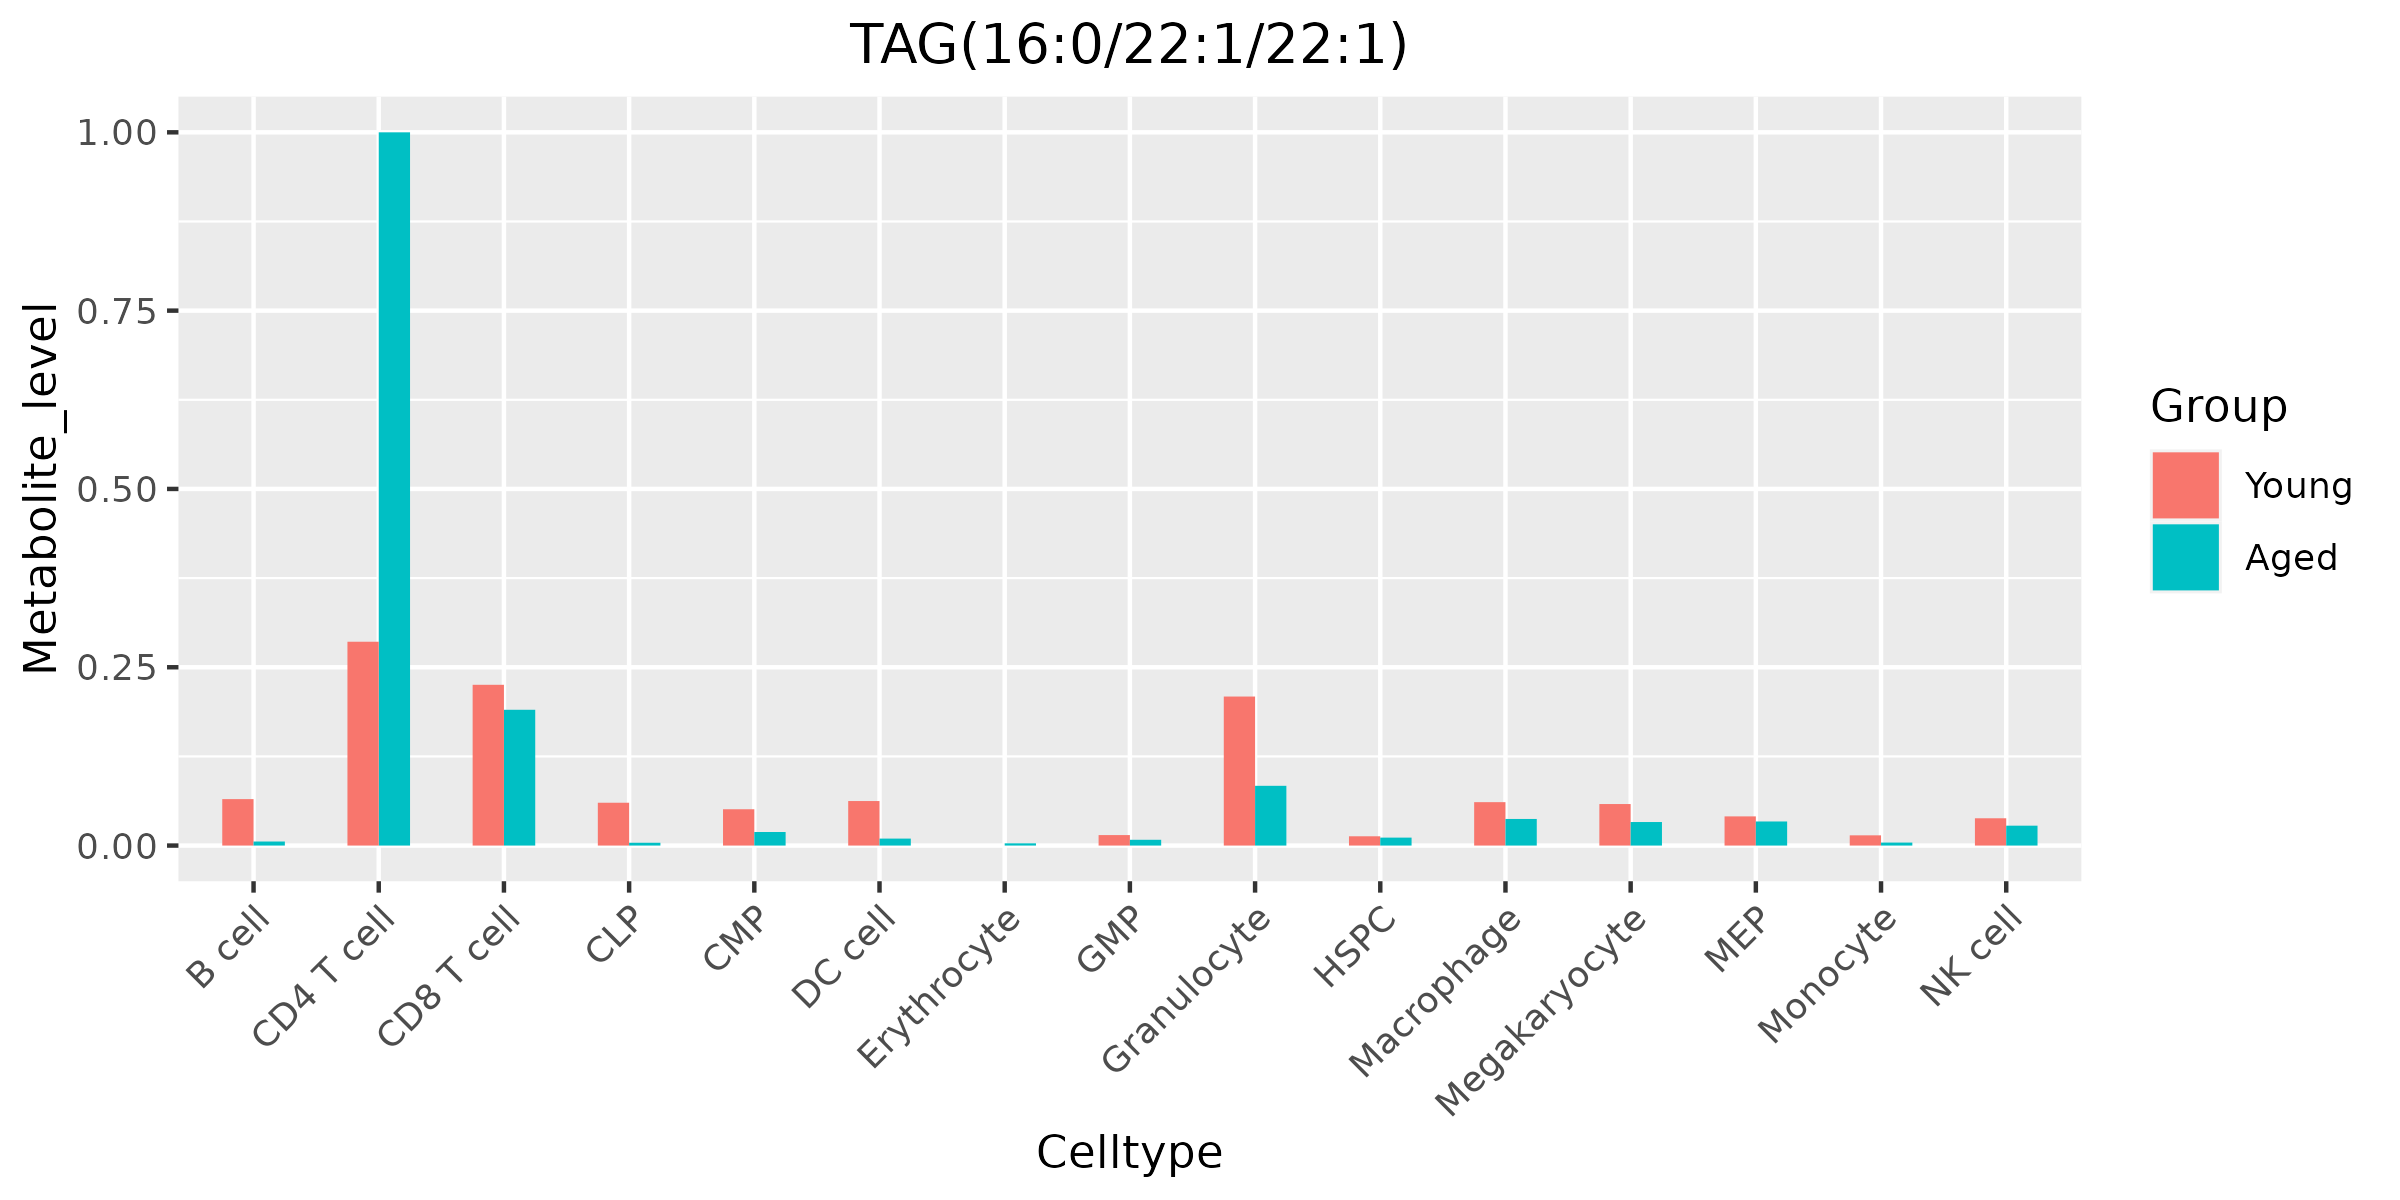 TAG(16:0/22:1/22:1)
Metabolite_level
1.00
0.75
0.50
0.25
0.00
B cell
CD4 T cell
CD8 T cell
CLP
CMP
DC cell
Erythrocyte
GMP
Granulocyte
HSPC
Macrophage
Megakaryocyte
MEP
Monocyte
NK cell
Celltype
Group
Young
Aged